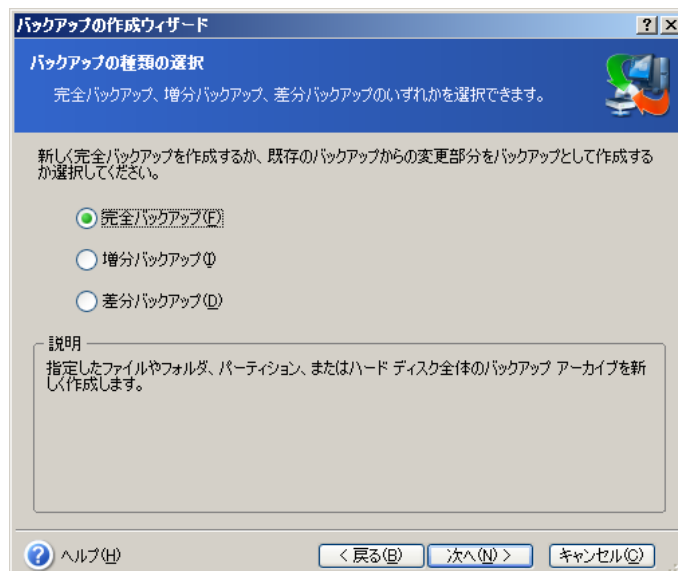 バックアップの作成ウィザード
バックアップの種類の選択
完全バックアップ、増分バックアップ、差分バックアップのいずれかを選択できます。
新しく完全バックアップを作成するか、既存のバックアップからの変更部分をバックアップとして作成する
か選択してください。
完全バックアップ(F)
増分バックアップ(I)
差分バックアップ(D)
説明
指定したファイルやフォルダ、パーティション、またはハード ディスク全体のバックアップ アーカイブを新
しく作成します。
ヘルプ(H)
< 戻る(B)
次へ(N) >
キャンセル(C)